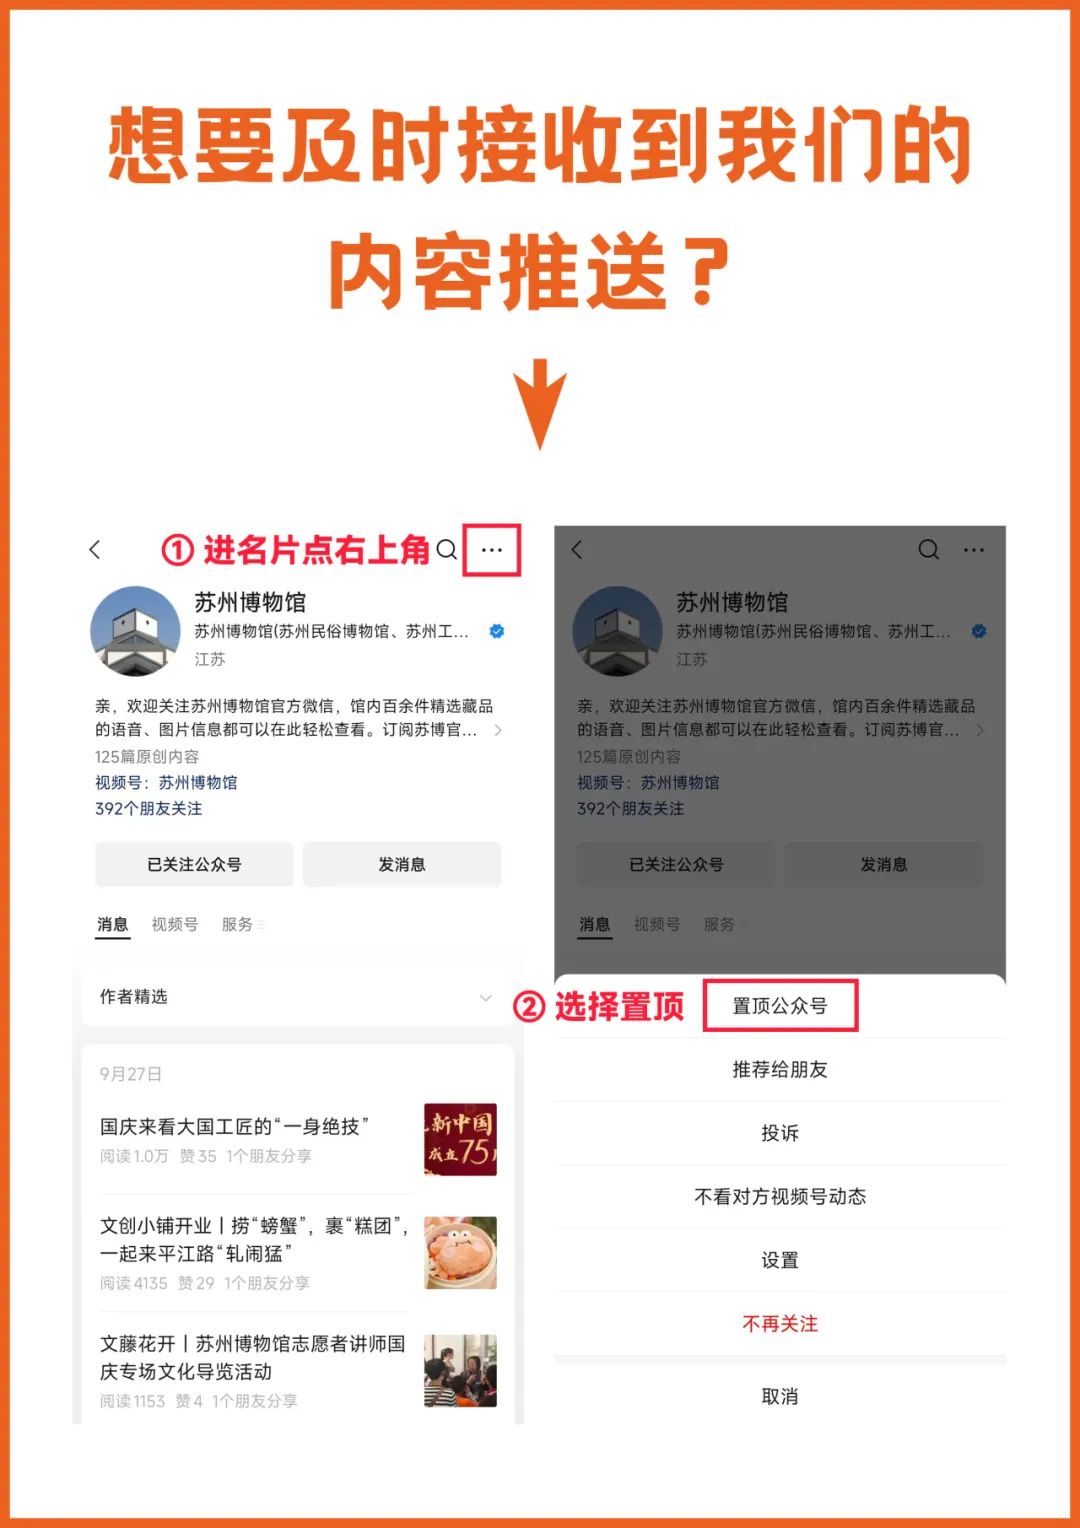 想要及时接收到我们的
内容推送？
① 进名片点右上角
苏州博物馆
苏州博物馆(苏州民俗博物馆、苏州工...
江苏
亲，欢迎关注苏州博物馆官方微信，馆内百余件精选藏品
的语音、图片信息都可以在此轻松查看。订阅苏博官...
125篇原创内容
视频号：苏州博物馆
392个朋友关注
已关注公众号
发消息
消息 视频号 服务
作者精选
9月27日
国庆来看大国工匠的“一身绝技”
阅读1.0万 赞35 1个朋友分享
新中国
成立75
文创小铺开业丨捞“螃蟹”，裹“糕团”，
一起来平江路“轧闹猛”
阅读4135 赞29 1个朋友分享
文藤花开丨苏州博物馆志愿者讲师国
庆专场文化导览活动
阅读1153 赞4 1个朋友分享
苏州博物馆
苏州博物馆(苏州民俗博物馆、苏州工...
江苏
亲，欢迎关注苏州博物馆官方微信，馆内百余件精选藏品
的语音、图片信息都可以在此轻松查看。订阅苏博官...
125篇原创内容
视频号：苏州博物馆
392个朋友关注
已关注公众号
发消息
消息 视频号 服务
② 选择置顶
置顶公众号
推荐给朋友
投诉
不看对方视频号动态
设置
不再关注
取消